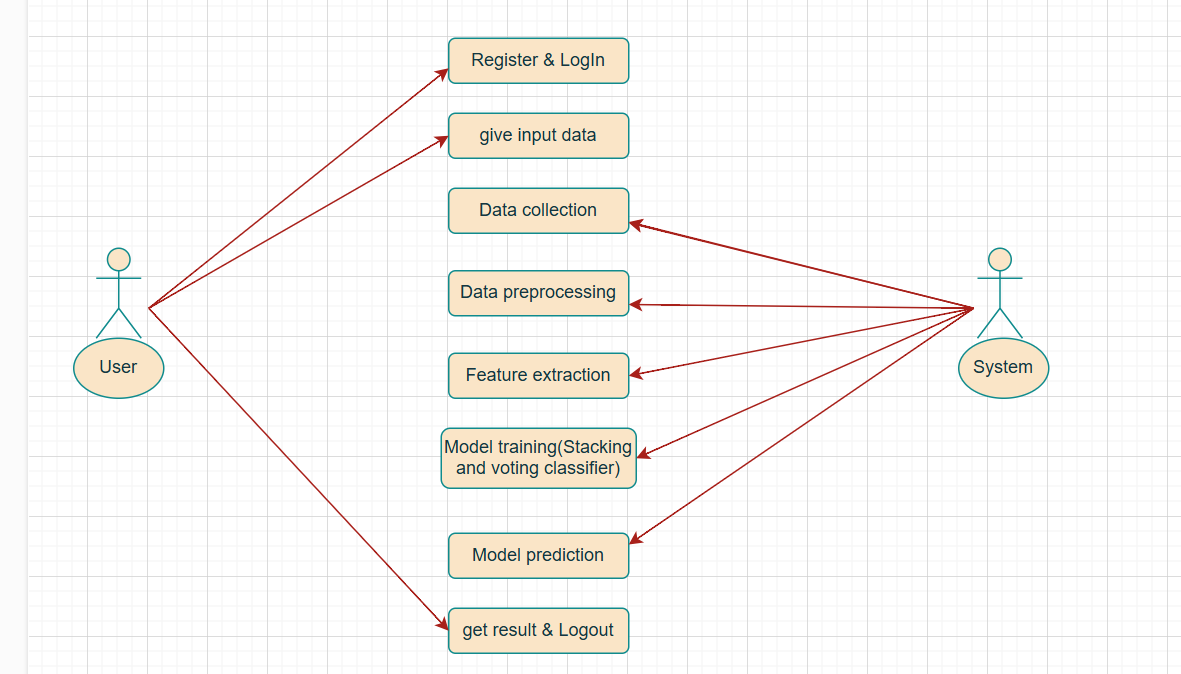 Register & LogIn
give input data
Data collection
Data preprocessing
User
System
Feature extraction
Model training(Stacking
and voting classifier)
Model prediction
get result & Logout